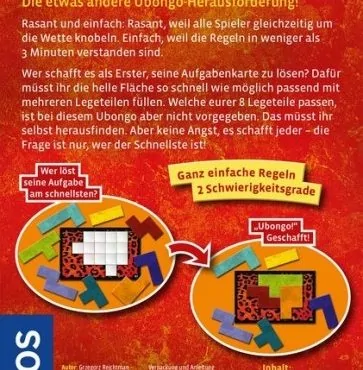 Die etwas andere Ubongo-Herausforderung!
Rasant und einfach: Rasant, weil alle Spieler gleichzeitig um
die Wette knobeln. Einfach, weil die Regeln in weniger als
3 Minuten verstanden sind.
Wer schafft es als Erster, seine Aufgabenkarte zu lösen? Dafür
müsst ihr die helle Fläche so schnell wie möglich passend mit
mehreren Legeteilen füllen. Welche eurer 8 Legeteile passen,
ist bei diesem Ubongo aber nicht vorgegeben. Das müsst ihr
selbst herausfinden. Aber keine Angst, es schafft jeder – die
Frage ist nur, wer der Schnellste ist!
Wer löst
seine Aufgabe
am schnellsten?
Ganz einfache Regeln
2 Schwierigkeitsgrade
„Ubongo!"
Geschafft!
OS
Autor: Grzegorz Rejchtman
Verpackung und Anleitung
Inhalt: